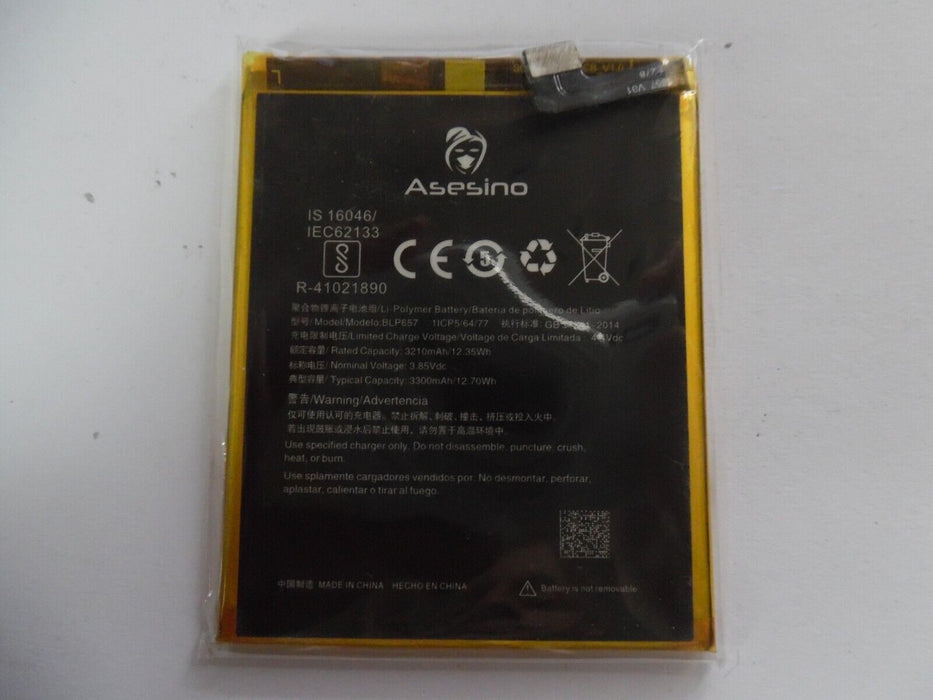 Asesino
IS 16046/
IEC62133
R-41021890
CE 5
聚合物锂离子电池组/Li-Polymer Battery/Bateria de polímero de Litio
型号/ Model/Modelo:BLP657 1ICP5/64/77 执行标准: GB 2014
充电限制电压/Limited Charge Voltage/Voltage de Carga Limitada
额定容量/ Rated Capacity: 3210mAh/12.35Wh
标称电压/ Nominal Voltage: 3.85Vdc
典型容量/ Typical Capacity: 3300mAh/12.70Wh
警告/Warning/Advertencia
仅可使用认可的充电器。禁止拆解、刺破、撞击、挤压或投入火中。
若出现鼓胀或浸水后禁止使用，请勿置于高温环境中。
Use specified charger only. Do not disassemble, puncture, crush,
heat, or burn.
Use splamente cargadores vendidos por. No desmontar, perforar,
aplastar, calientar o tirar al fuego.
中国制造 MADE IN CHINA HECHO EN CHINA
Battery is not removable